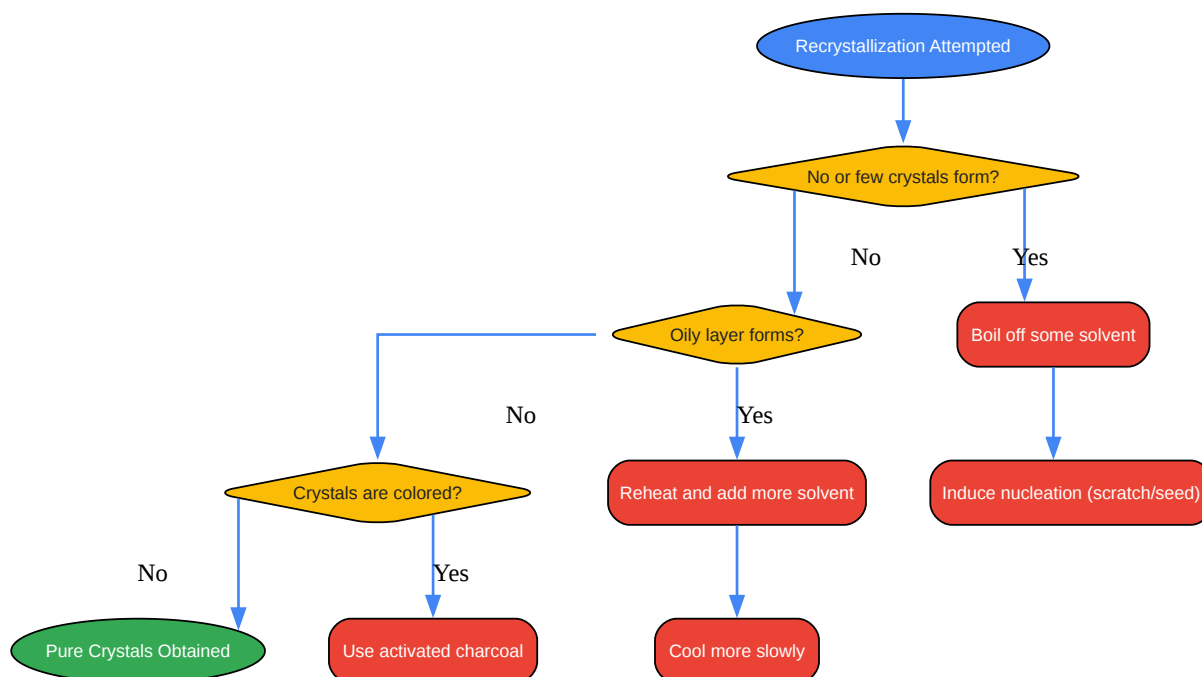 Recrystallization Attempted
No or few crystals form?
No
Yes
Oily layer forms?
Boil off some solvent
No
Yes
Crystals are colored?
Reheat and add more solvent
Induce nucleation (scratch/seed)
No
Yes
Pure Crystals Obtained
Use activated charcoal
Cool more slowly